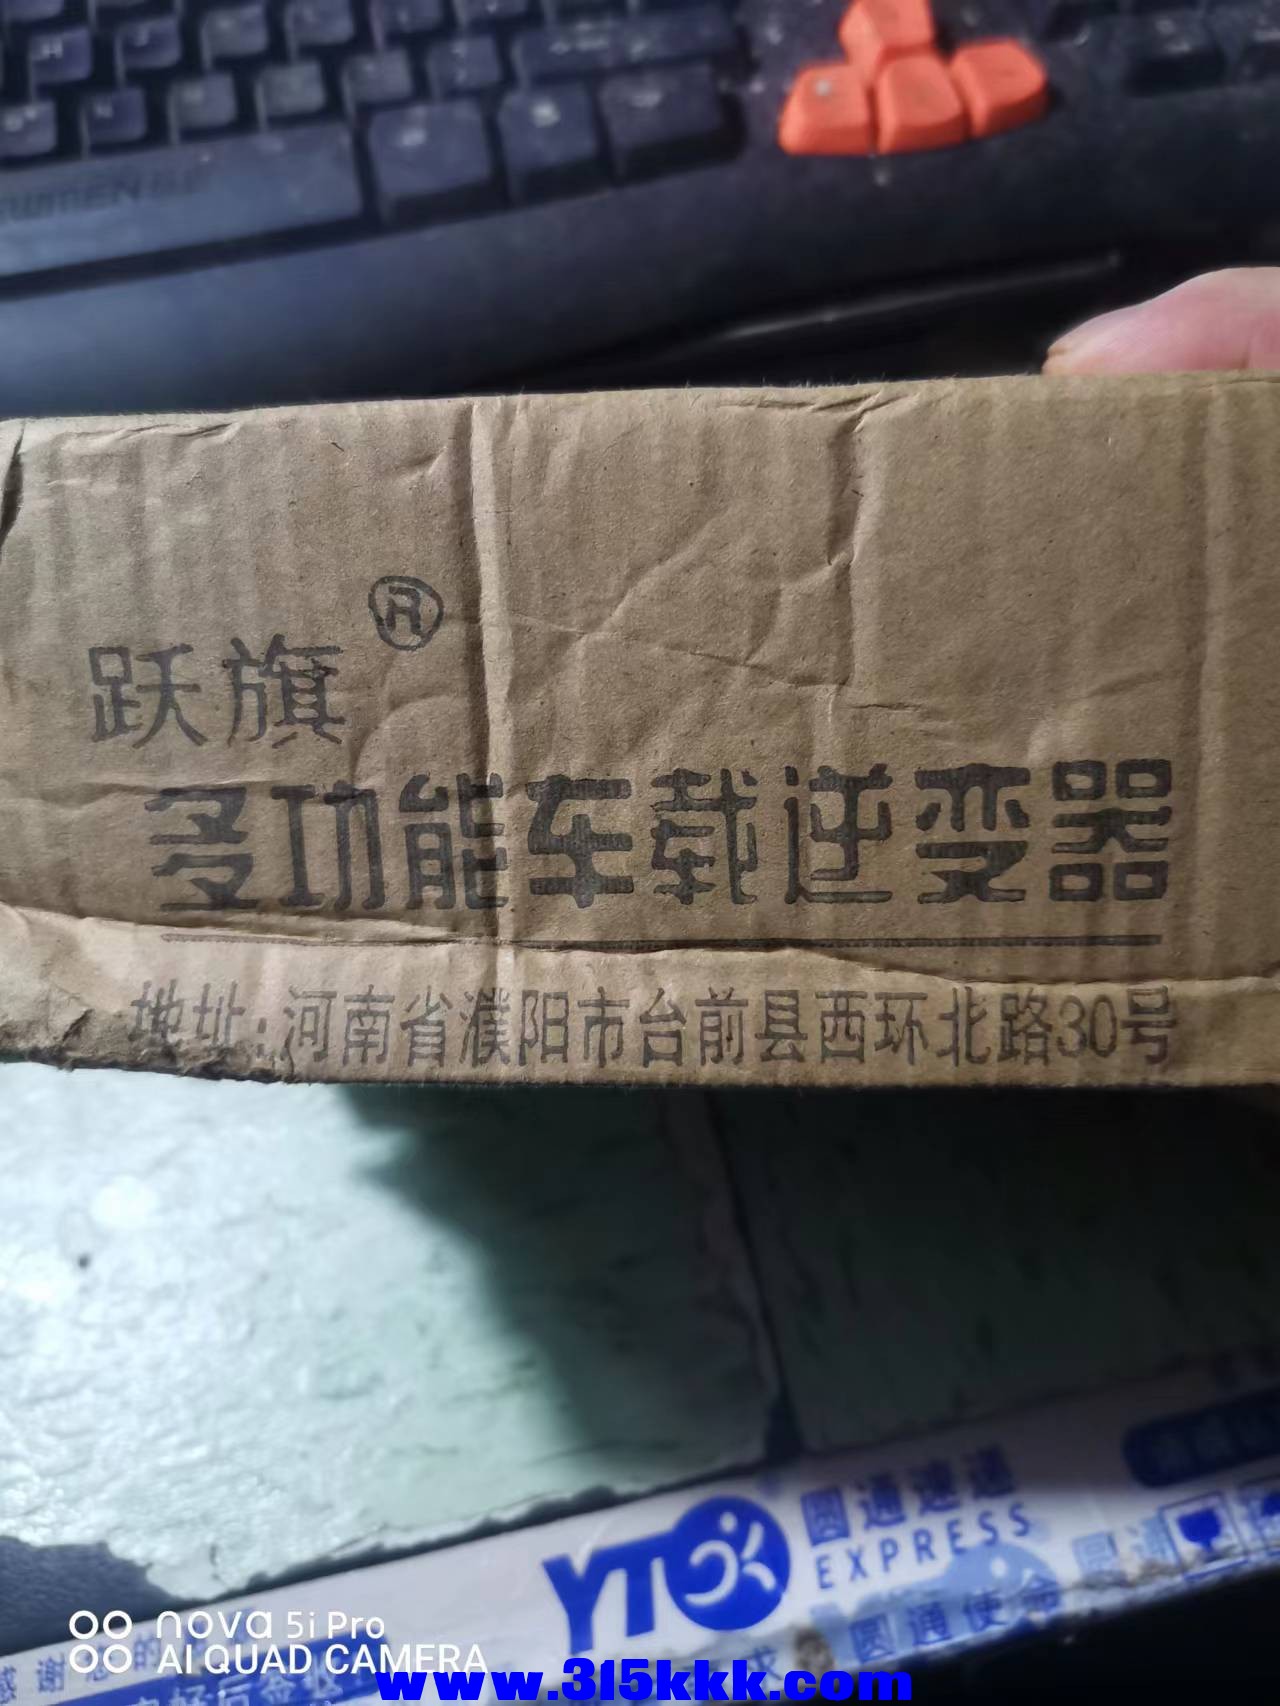 跃旗®
多功能车载逆变器
地址:河南省濮阳市台前县西环北路30号
YTO
圆通速递
EXPRESS
圆通使命
nova 5i Pro
AI QUAD CAMERA
www.315kkk.com